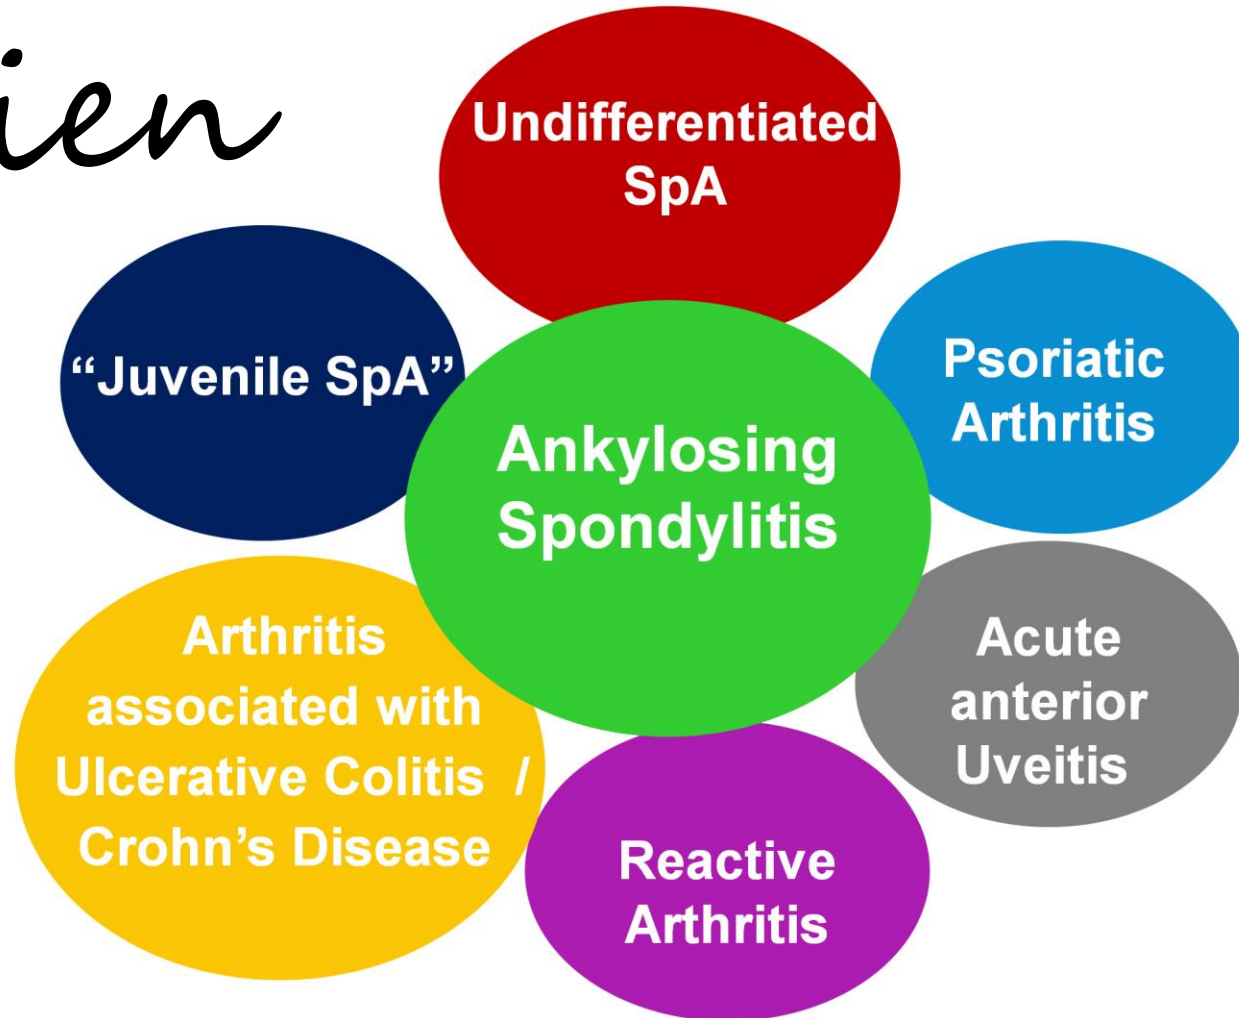 ien
Undifferentiated
SpA
“Juvenile SpA”
Psoriatic
Arthritis
Ankylosing
Spondylitis
Arthritis
associated with
Ulcerative Colitis /
Crohn’s Disease
Acute
anterior
Uveitis
Reactive
Arthritis